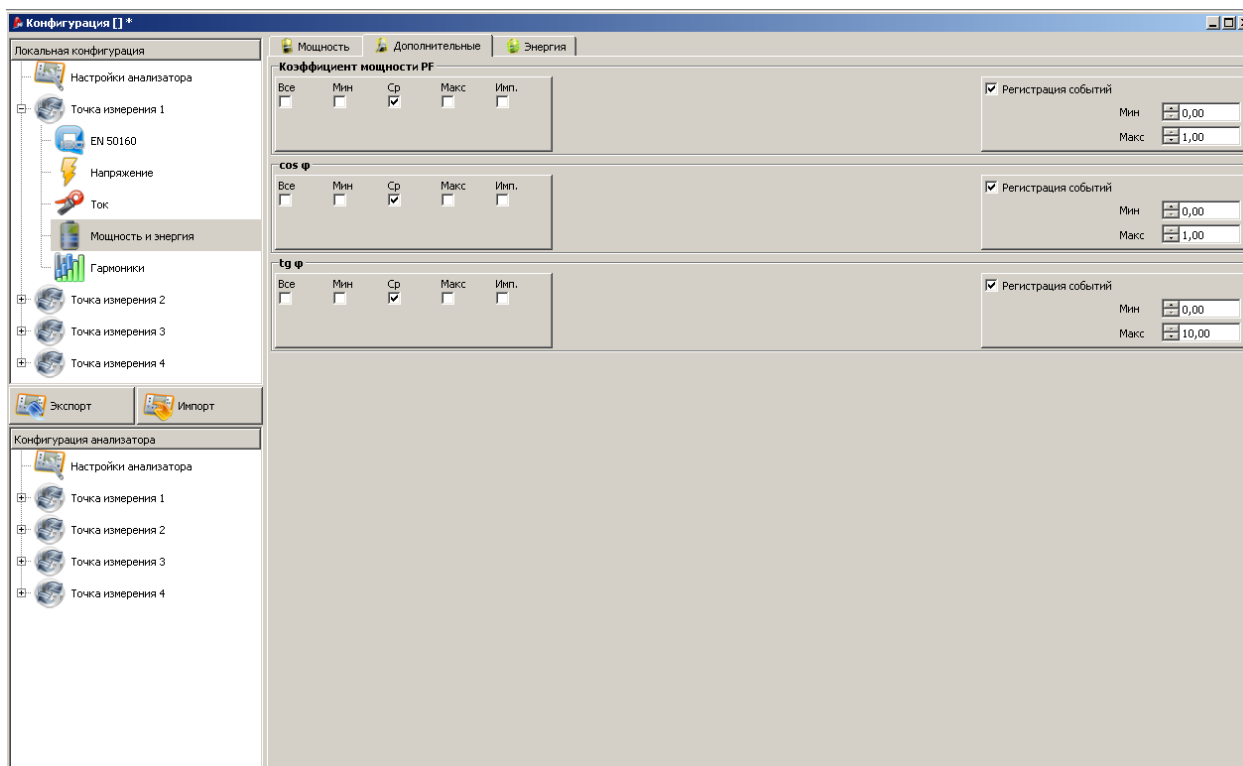 Конфигурация [] *
Локальная конфигурация
Настройки анализатора
Точка измерения 1
EN 50160
Напряжение
Ток
Мощность и энергия
Гармоники
Точка измерения 2
Точка измерения 3
Точка измерения 4
Экспорт Импорт
Конфигурация анализатора
Настройки анализатора
Точка измерения 1
Точка измерения 2
Точка измерения 3
Точка измерения 4
Мощность Дополнительные Энергия
Коэффициент мощности PF
Все Мин Ср Макс Имп.
Регистрация событий
Мин 0,00
Макс 1,00
cos φ
Все Мин Ср Макс Имп.
Регистрация событий
Мин 0,00
Макс 1,00
tg φ
Все Мин Ср Макс Имп.
Регистрация событий
Мин 0,00
Макс 10,00